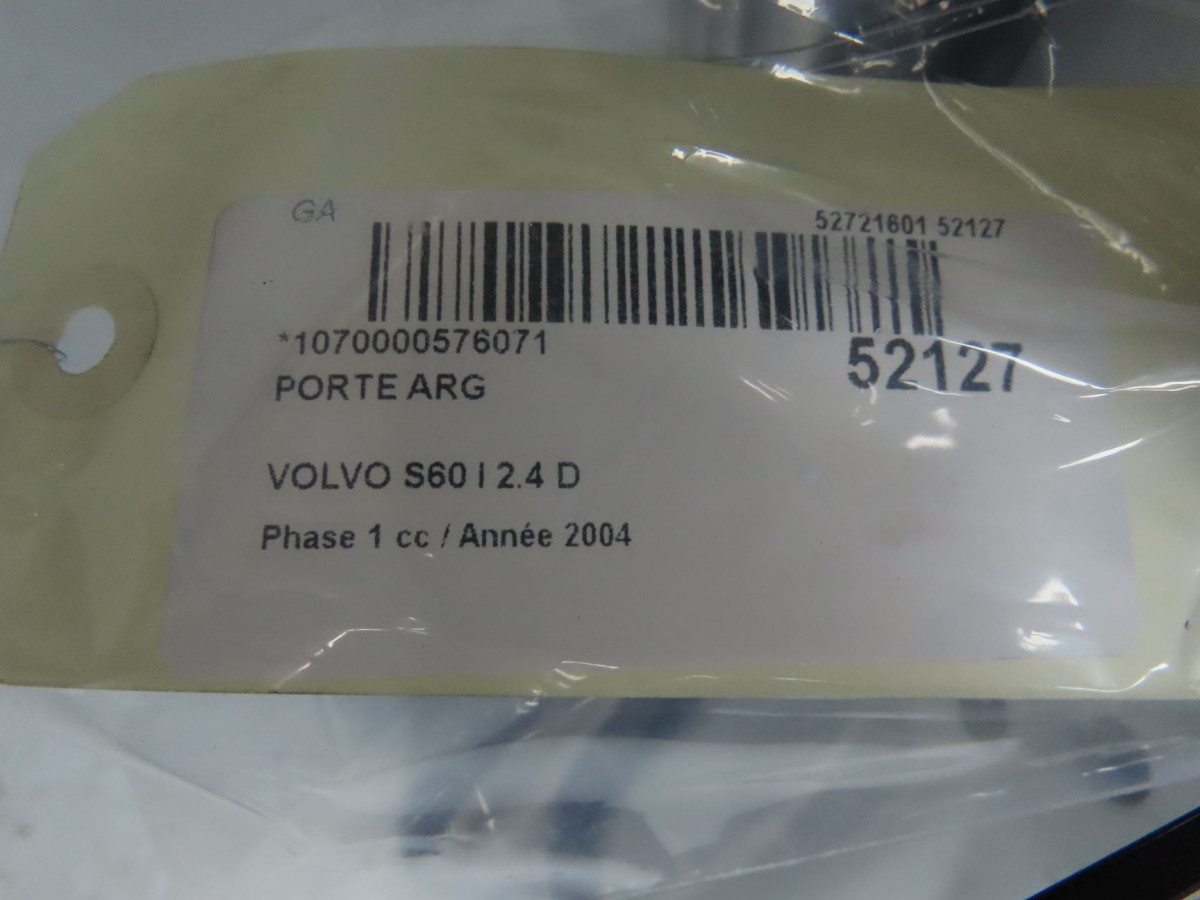 GA
52721601 52127
*1070000576071
52127
PORTE ARG
VOLVO S60 I 2.4 D
Phase 1 cc / Année 2004